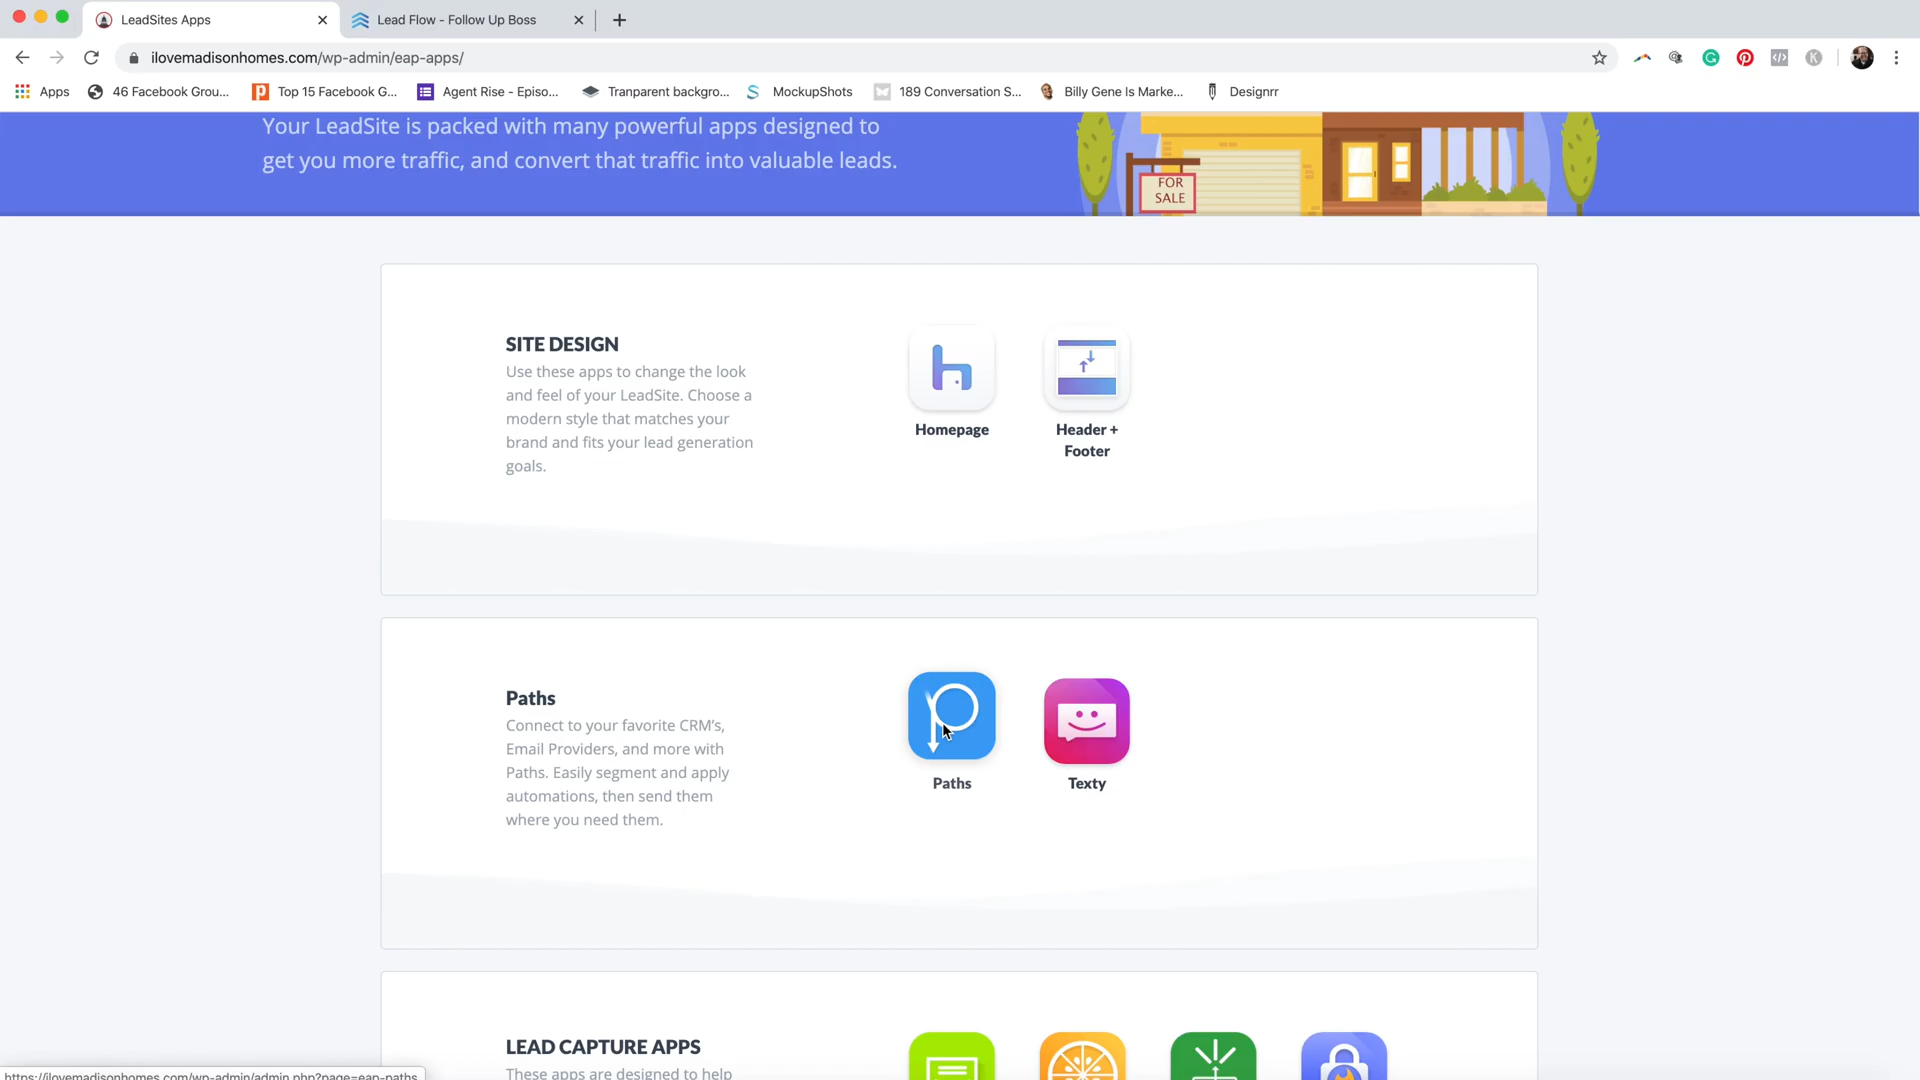 LeadSites Apps
Lead Flow - Follow Up Boss
ilovemadisonhomes.com/wp-admin/eap-apps/
Apps
46 Facebook Grou...
Top 15 Facebook G...
Agent Rise - Episo...
Tranparent backgro...
MockupShots
189 Conversation S...
Billy Gene Is Marke...
Designrr
Your LeadSite is packed with many powerful apps designed to
get you more traffic, and convert that traffic into valuable leads.
FOR
SALE
SITE DESIGN
Use these apps to change the look
and feel of your LeadSite. Choose a
modern style that matches your
brand and fits your lead generation
goals.
Homepage
Header +
Footer
Paths
Connect to your favorite CRM's,
Email Providers, and more with
Paths. Easily segment and apply
automations, then send them
where you need them.
Paths
Texty
LEAD CAPTURE APPS
These apps are designed to help
https://ilovemadisonhomes.com/wp-admin/admin.php?page=eap-paths